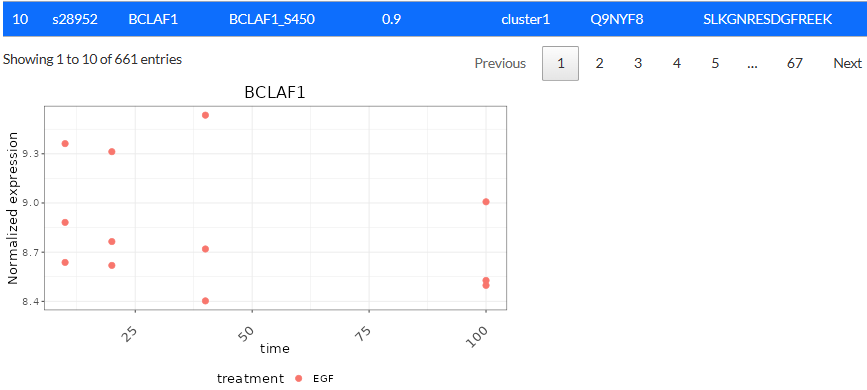 10 s28952 BCLAF1 BCLAF1_S450 0.9 cluster1 Q9NYF8 SLKGNRESDGFREEK
Showing 1 to 10 of 661 entries Previous 1 2 3 4 5 ... 67 Next
BCLAF1
Normalized expression
9.3
9.0
8.7
8.4
25 50 75 100
time
treatment EGF